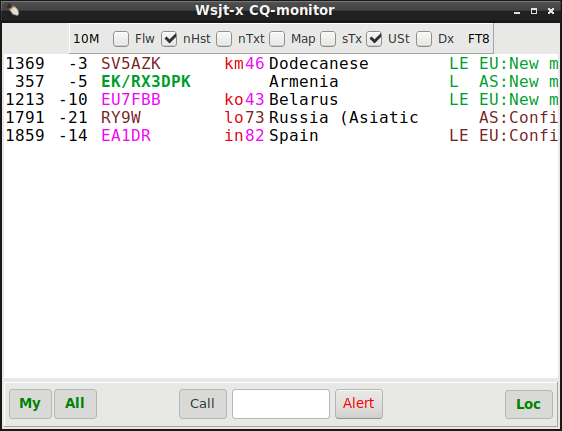 Wsjt-x CQ-monitor
10M Flw nHst nTxt Map sTx USt Dx FT8
1369 -3 SV5AZK km46 Dodecanese LE EU:New m
357 -5 EK/RX3DPK Armenia L AS:New m
1213 -10 EU7FBB ko43 Belarus LE EU:New m
1791 -21 RY9W lo73 Russia (Asiatic AS:Confi
1859 -14 EA1DR in82 Spain LE EU:Confi
My All Call Alert Loc